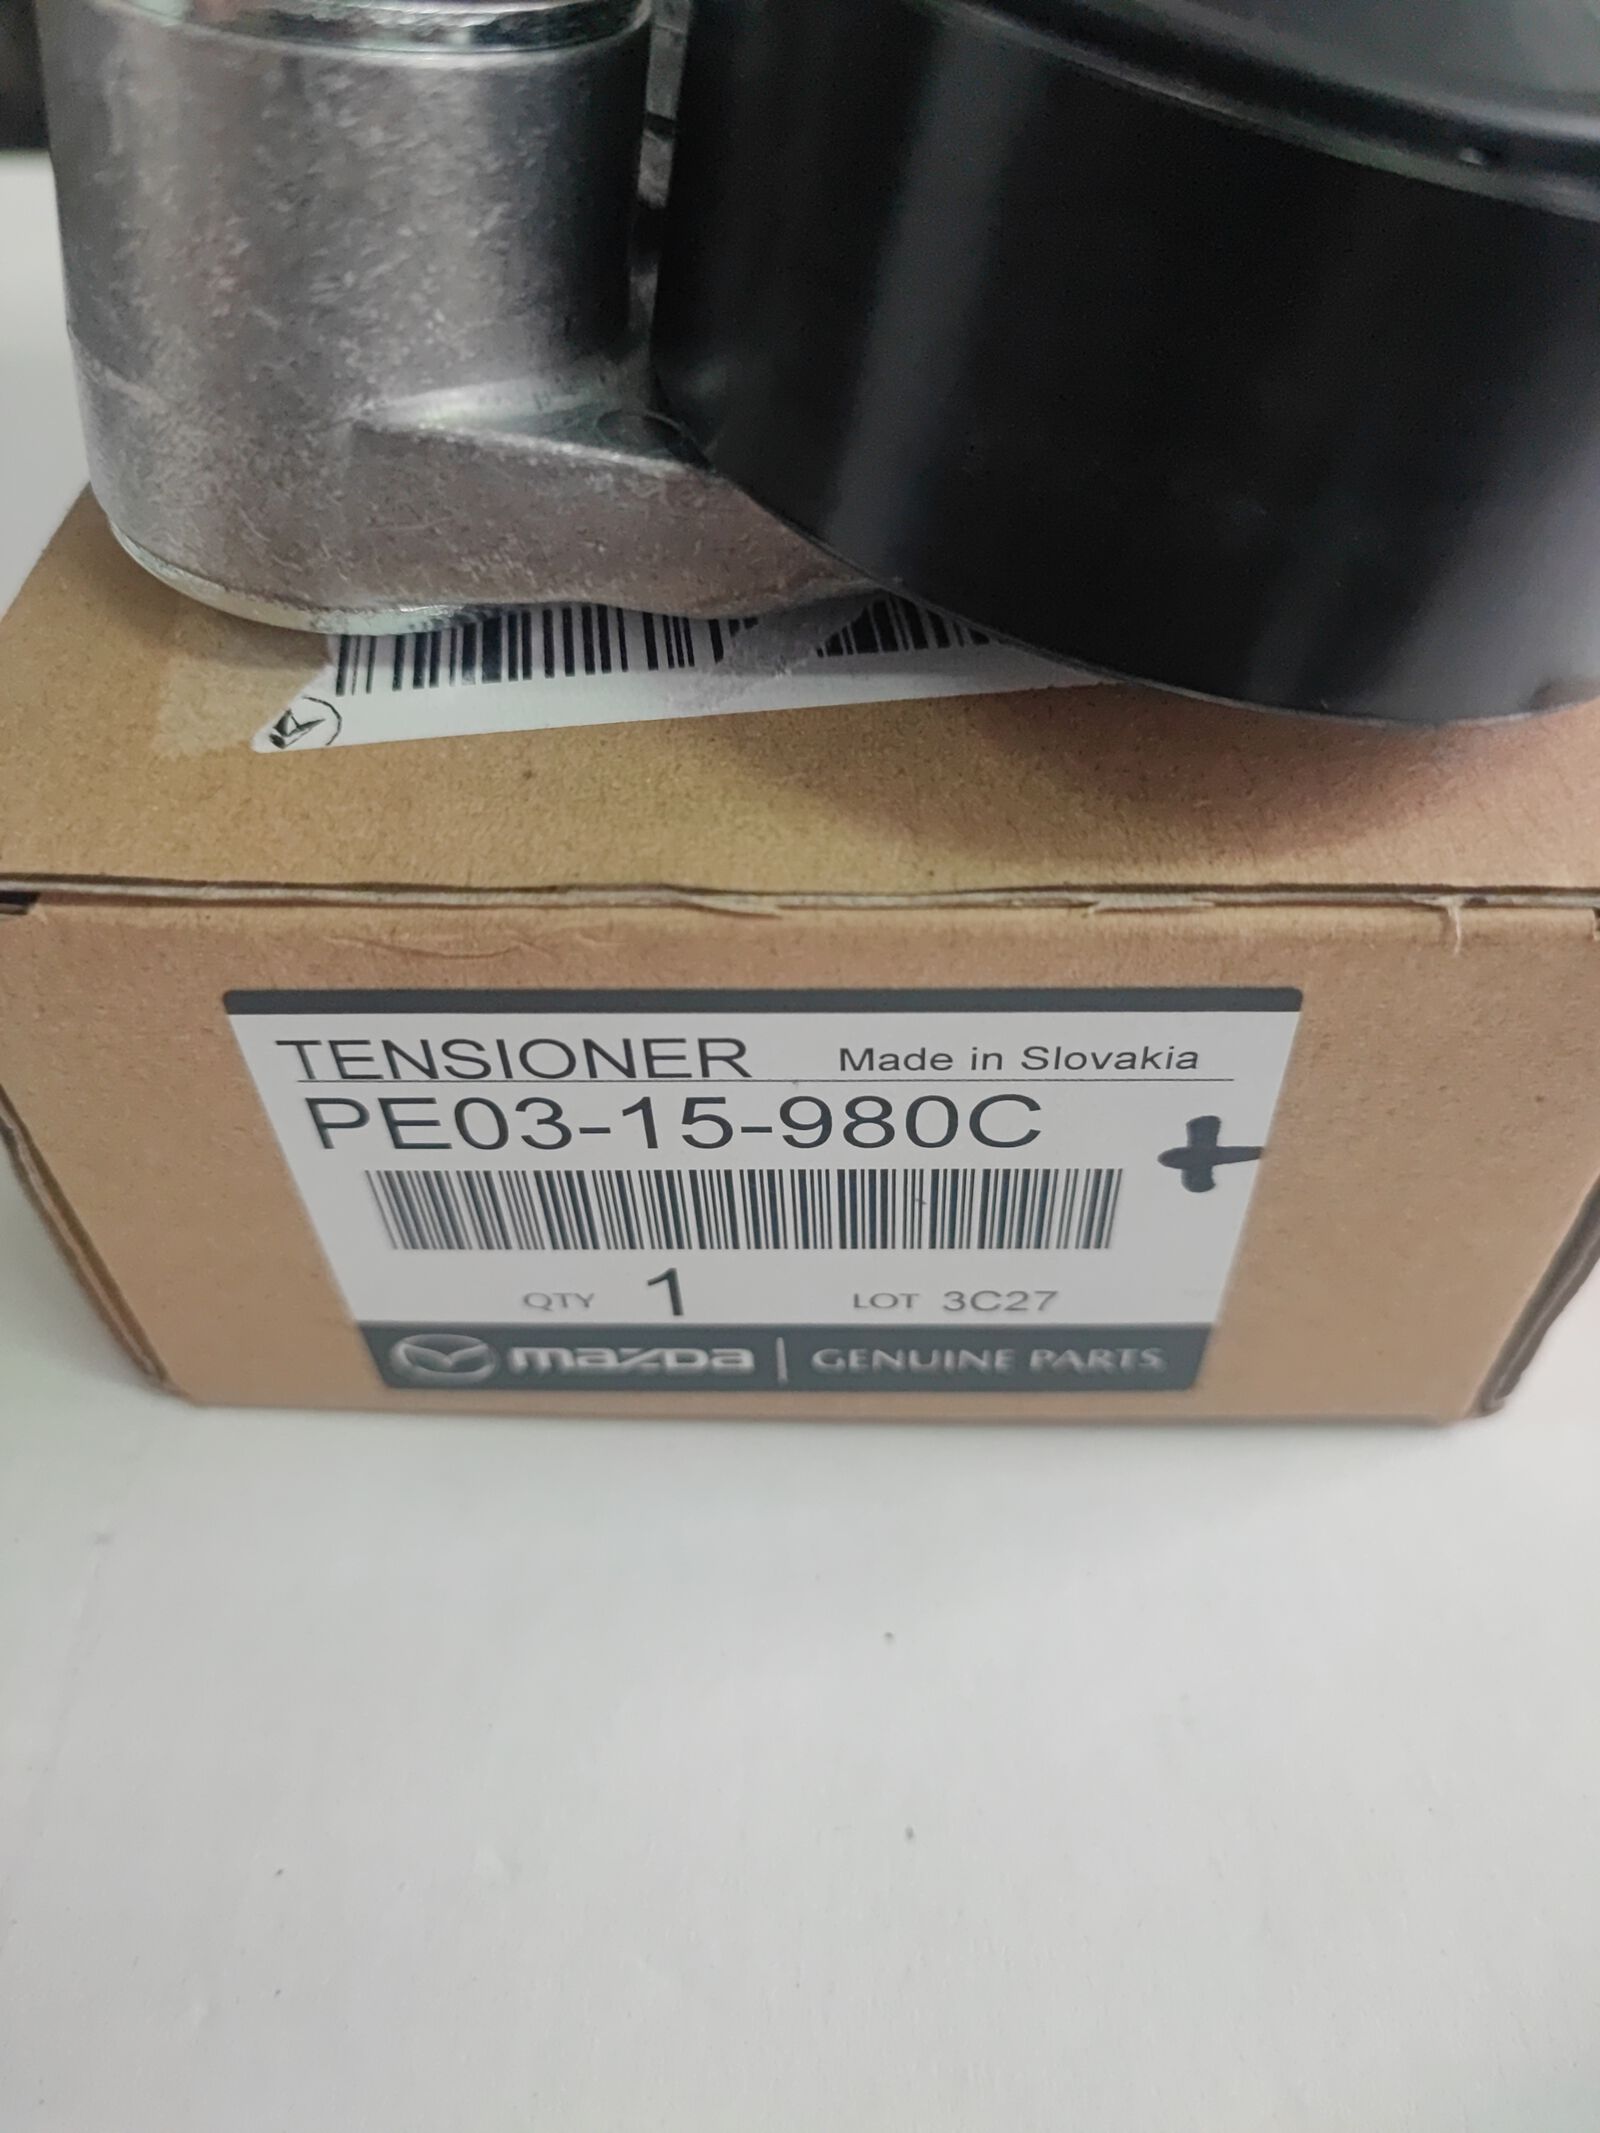 TENSIONER Made in Slovakia
PE03-15-980C
QTY 1 LOT 3C27
mazda | GENUINE PARTS